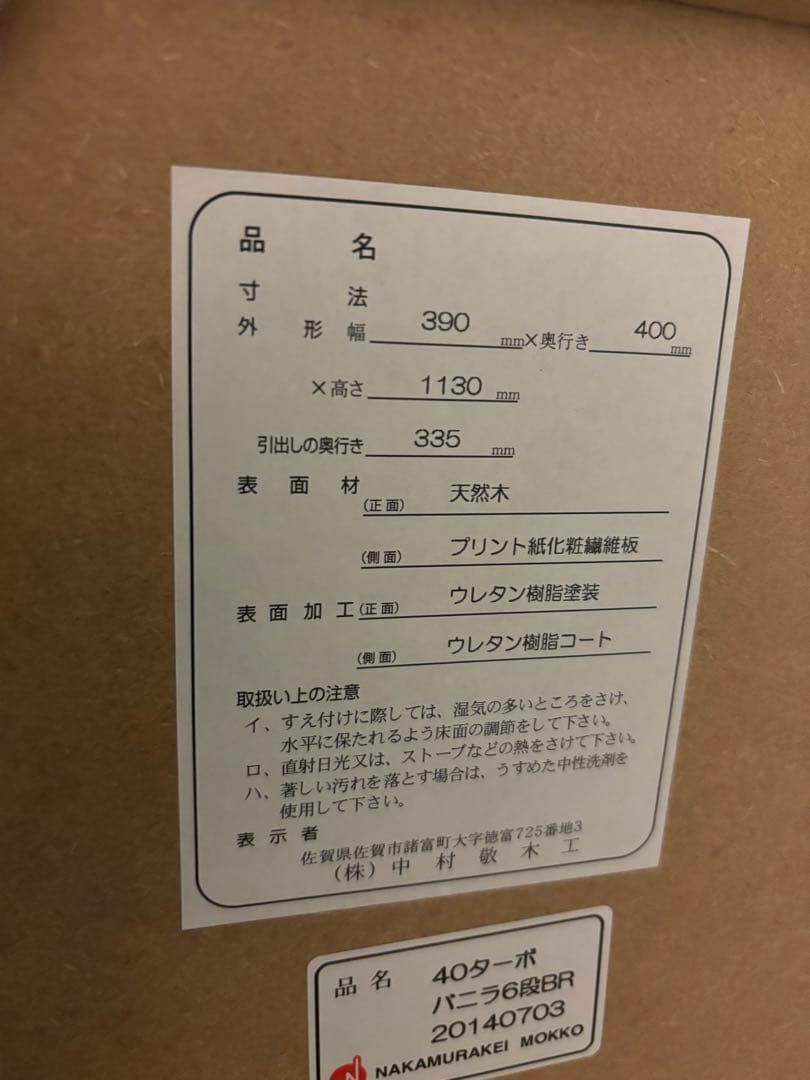 品名
寸法
外形幅 390 mm×奥行き 400 mm
×高さ 1130 mm
引出しの奥行き 335 mm
表面材(正面) 天然木
(側面) プリント紙化粧繊維板
表面加工(正面) ウレタン樹脂塗装
(側面) ウレタン樹脂コート
取扱い上の注意
イ、すえ付けに際しては、湿気の多いところをさけ、
水平に保たれるよう床面の調節をして下さい。
ロ、直射日光又は、ストーブなどの熱をさけて下さい。
ハ、著しい汚れを落とす場合は、うすめた中性洗剤を
使用して下さい。
表示者
佐賀県佐賀市諸富町大字徳富725番地3
(株)中村敬木工
品名 40ターボ
バニラ6段BR
20140703
NAKAMURAKEI MOKKO